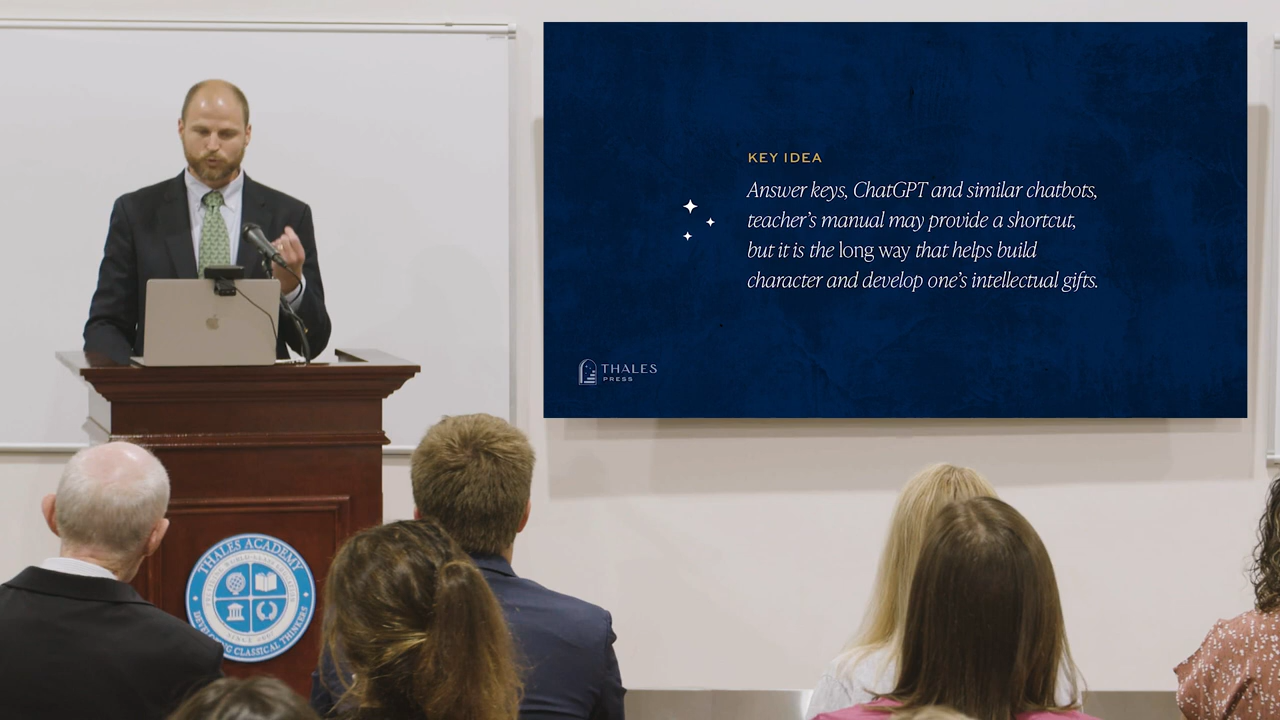 KEY IDEA
Answer keys, ChatGPT and similar chatbots,
teacher’s manual may provide a shortcut,
but it is the long way that helps build
character and develop one’s intellectual gifts.
THALES
PRESS
THALES ACADEMY
DEVELOPING CLASSICAL THINKERS